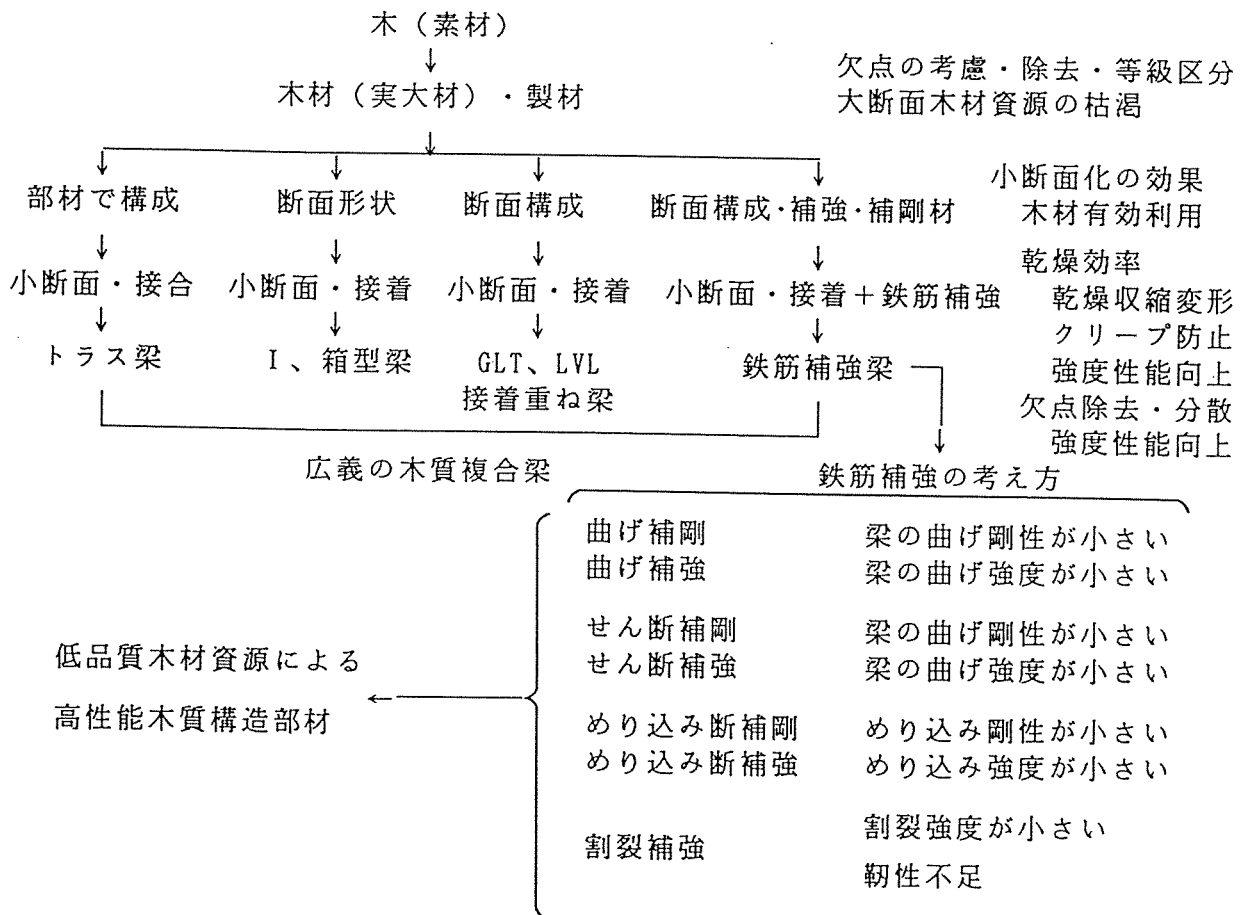 木（素材）
木材（実大材）・製材
欠点の考慮・除去・等級区分
大断面木材資源の枯渇
部材で構成
断面形状
断面構成
断面構成・補強・補剛材
小断面化の効果
木材有効利用
小断面・接合
小断面・接着
小断面・接着
小断面・接着＋鉄筋補強
乾燥効率
乾燥収縮変形
クリープ防止
強度性能向上
欠点除去・分散
強度性能向上
トラス梁
I、箱型梁
GLT、LVL
接着重ね梁
鉄筋補強梁
広義の木質複合梁
鉄筋補強の考え方
曲げ補剛 梁の曲げ剛性が小さい
曲げ補強 梁の曲げ強度が小さい
せん断補剛 梁の曲げ剛性が小さい
せん断補強 梁の曲げ強度が小さい
めり込み断補剛 めり込み剛性が小さい
めり込み断補強 めり込み強度が小さい
割裂補強
割裂強度が小さい
靭性不足
低品質木材資源による
高性能木質構造部材